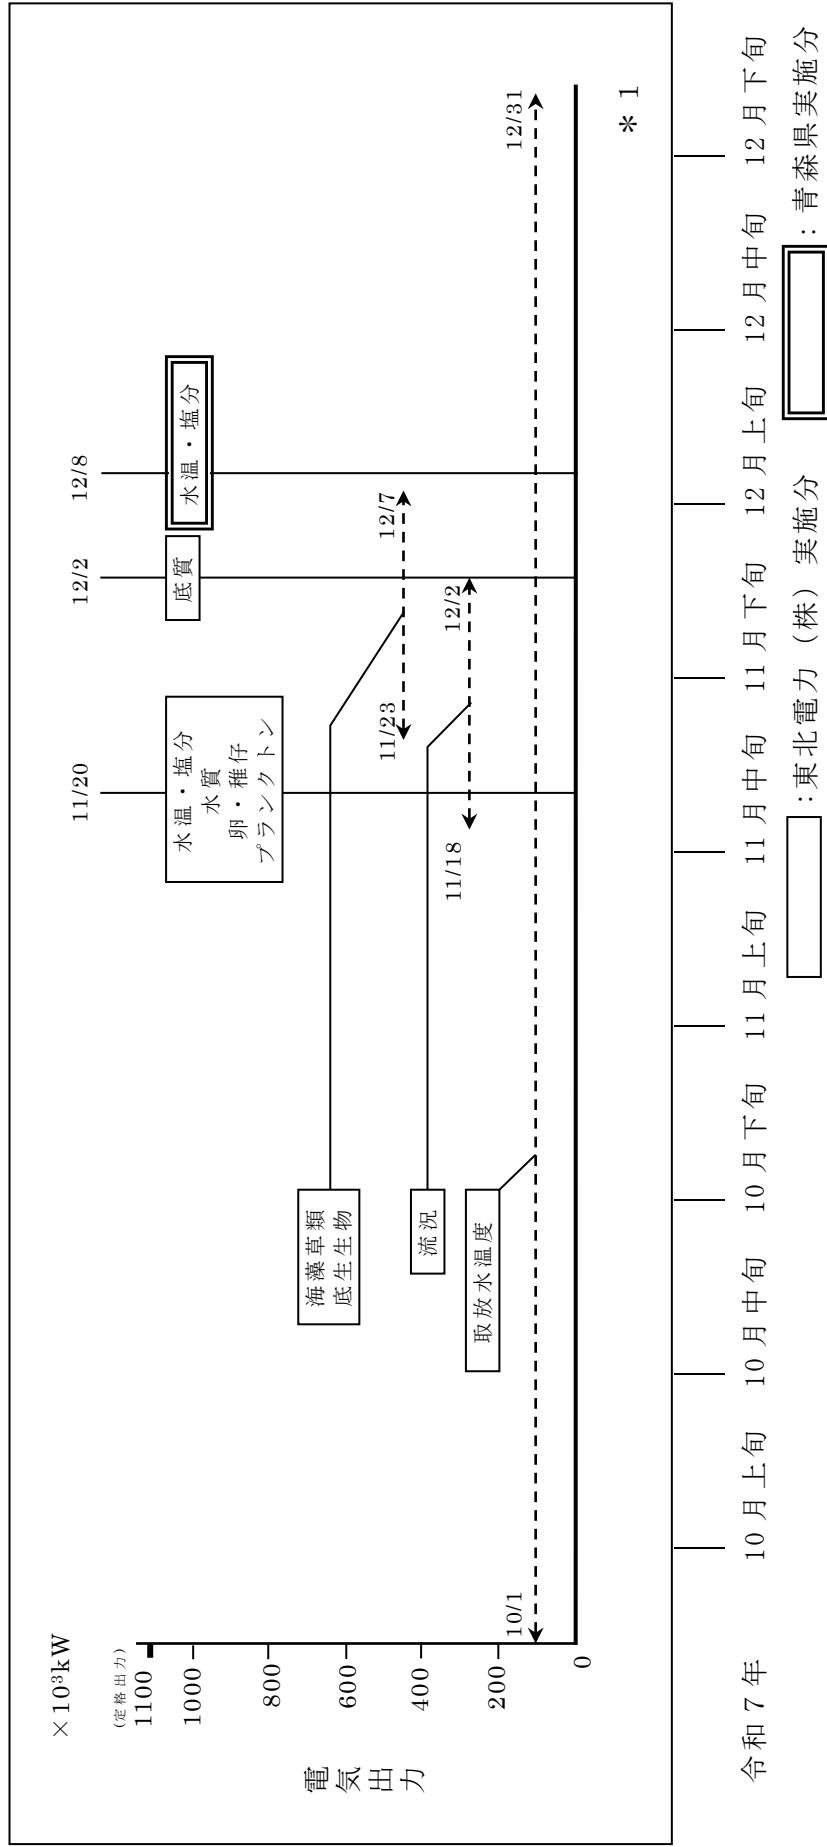 ×10³kW
(定格出力)
1100
1000
800
600
400
200
0
電気出力
11/20
12/2
12/8
水温・塩分
水質
卵・稚仔
プランクトン
底質
水温・塩分
海藻草類
底生生物
11/23
12/7
流況
11/18
12/2
取放水温度
10/1
12/31
＊1
令和7年
10月上旬
10月中旬
10月下旬
11月上旬
11月中旬
11月下旬
12月上旬
12月中旬
12月下旬
：東北電力（株）実施分
：青森県実施分